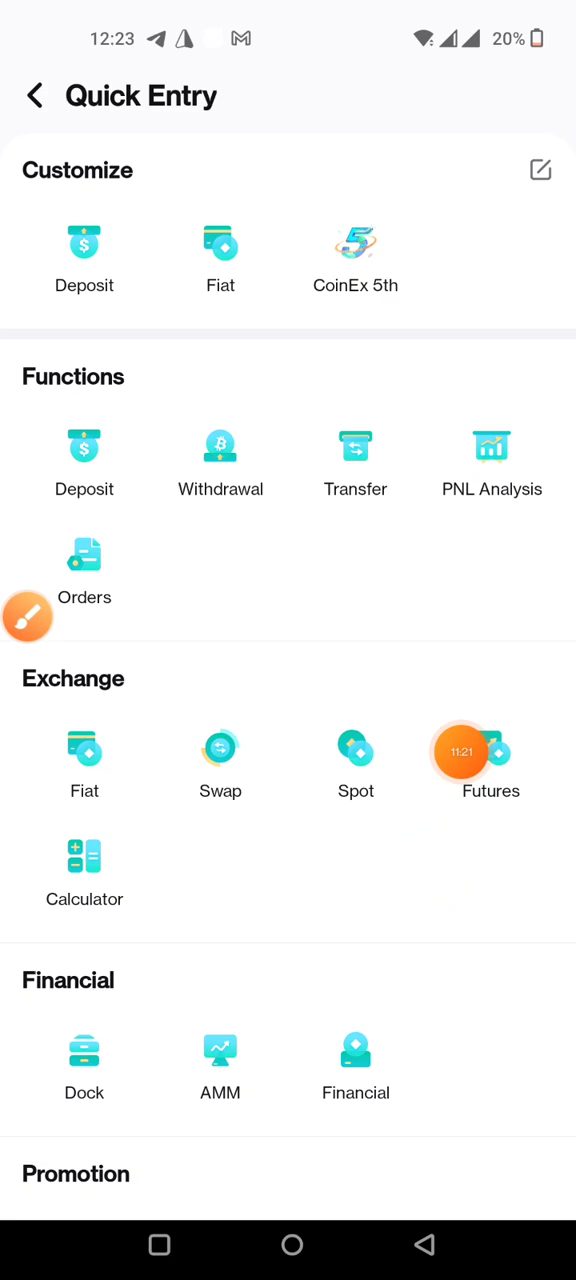 12:23 20%
Quick Entry
Customize
Deposit Fiat CoinEx 5th
Functions
Deposit Withdrawal Transfer PNL Analysis
Orders
Exchange
11:21
Fiat Swap Spot Futures
Calculator
Financial
Dock AMM Financial
Promotion